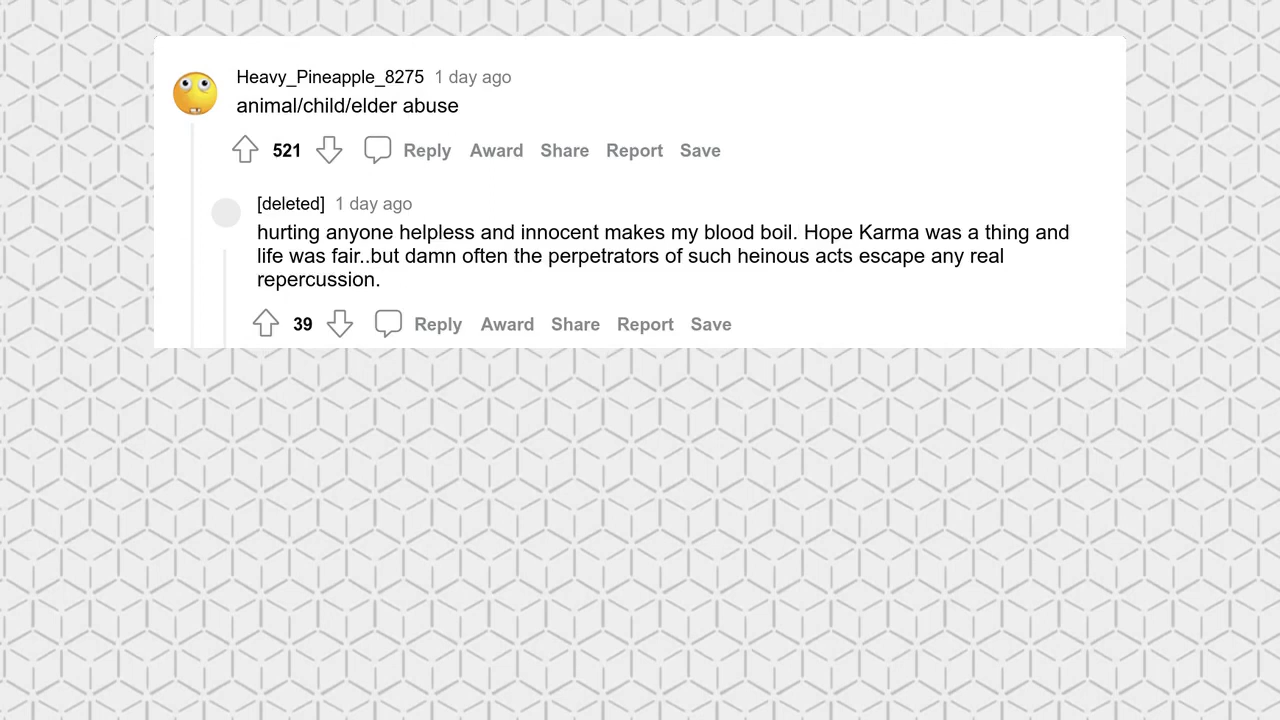 Heavy_Pineapple_8275 1 day ago
animal/child/elder abuse
521 Reply Award Share Report Save
[deleted] 1 day ago
hurting anyone helpless and innocent makes my blood boil. Hope Karma was a thing and
life was fair..but damn often the perpetrators of such heinous acts escape any real
repercussion.
39 Reply Award Share Report Save